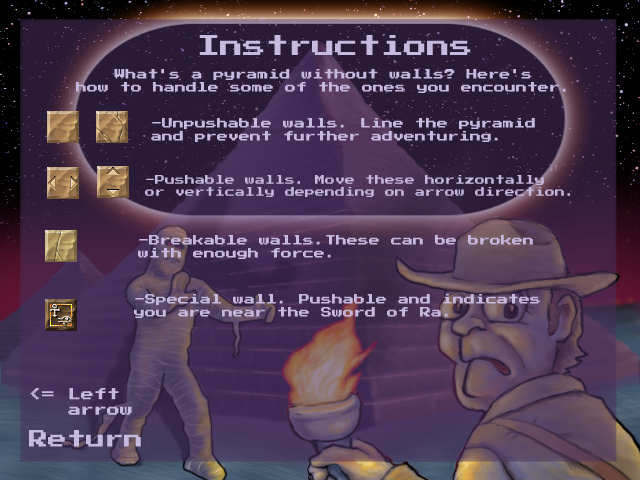 Instructions
What's a pyramid without walls? Here's
how to handle some of the ones you encounter.
-Unpushable walls. Line the pyramid
and prevent further adventuring.
-Pushable walls. Move these horizontally
or vertically depending on arrow direction.
-Breakable walls.These can be broken
with enough force.
-Special wall. Pushable and indicates
you are near the Sword of Ra.
<= Left
arrow
Return